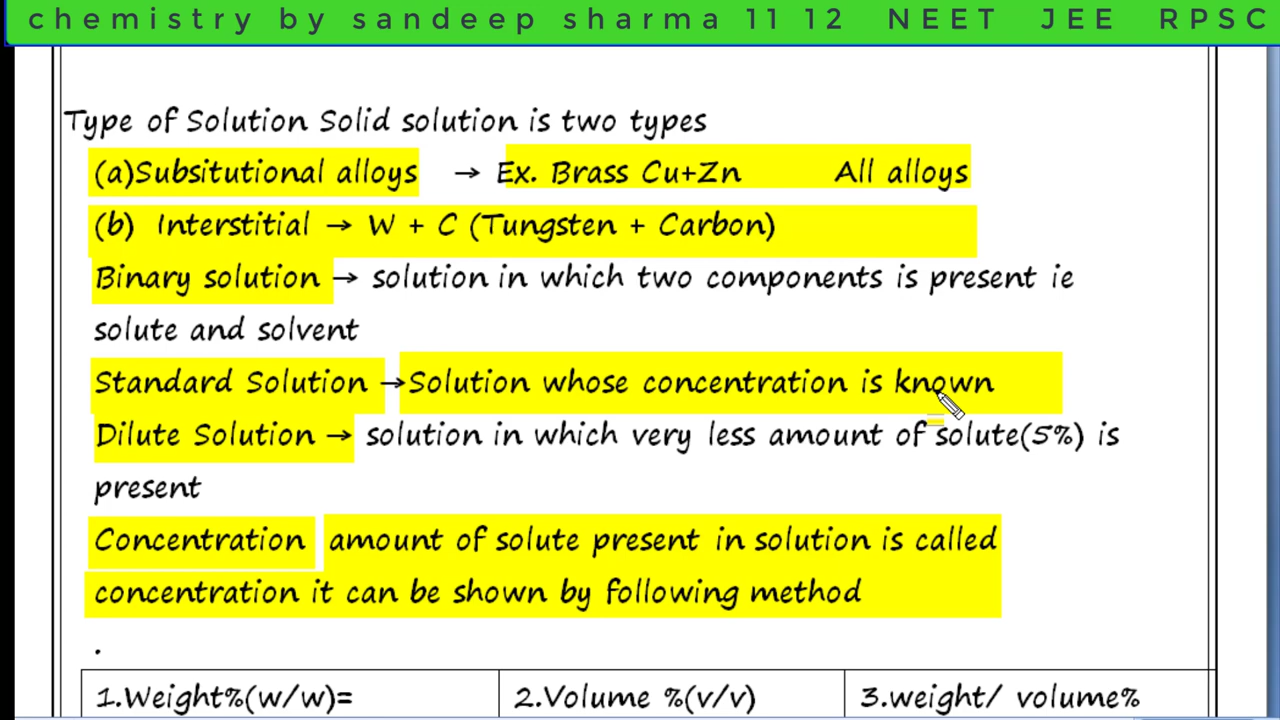 chemistry by sandeep sharma 11 12 NEET JEE RPSC
Type of Solution Solid solution is two types
(a)Subsitutional alloys → Ex. Brass Cu+Zn All alloys
(b) Interstitial → W + C (Tungsten + Carbon)
Binary solution → solution in which two components is present ie
solute and solvent
Standard Solution →Solution whose concentration is known
Dilute Solution → solution in which very less amount of solute(5%) is
present
Concentration amount of solute present in solution is called
concentration it can be shown by following method
.
1.Weight%(w/w)= 2.Volume %(v/v) 3.weight/ volume%